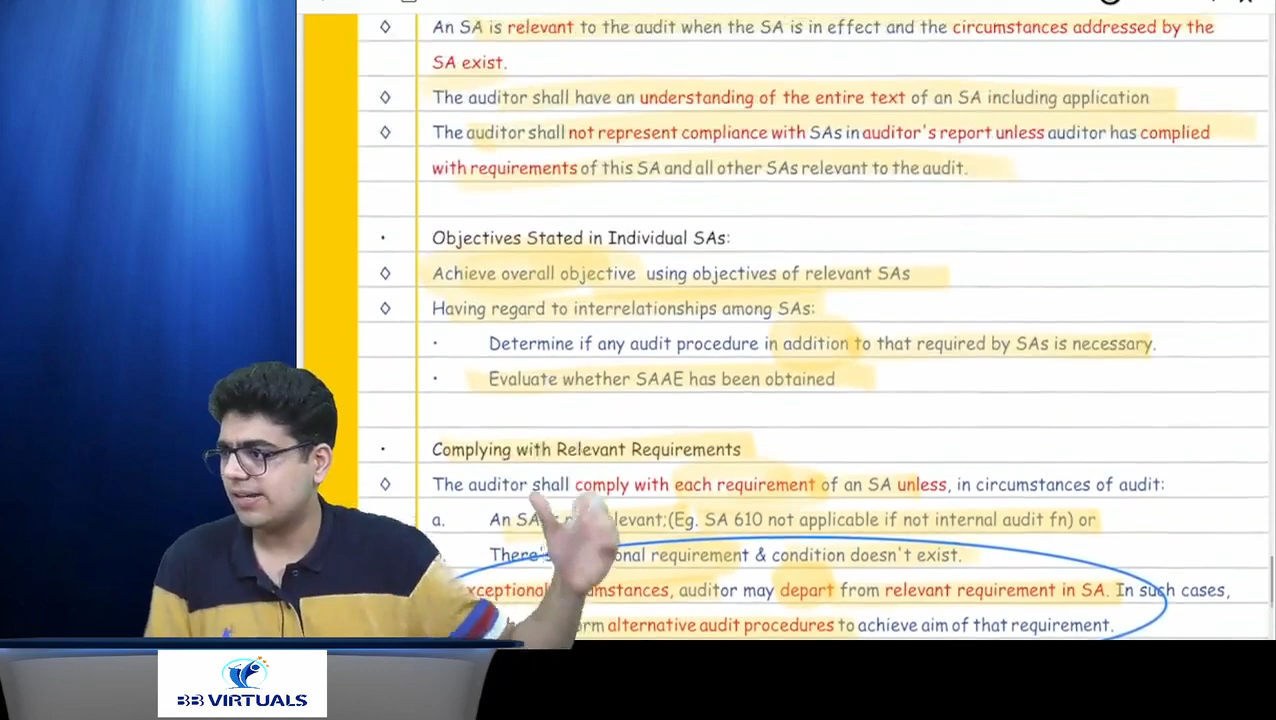 An SA is relevant to the audit when the SA is in effect and the circumstances addressed by the
SA exist.
The auditor shall have an understanding of the entire text of an SA including application
The auditor shall not represent compliance with SAs in auditor's report unless auditor has complied
with requirements of this SA and all other SAs relevant to the audit.
Objectives Stated in Individual SAs:
Achieve overall objective using objectives of relevant SAs
Having regard to interrelationships among SAs:
Determine if any audit procedure in addition to that required by SAs is necessary.
Evaluate whether SAAE has been obtained
Complying with Relevant Requirements
The auditor shall comply with each requirement of an SA unless, in circumstances of audit:
a. An SA relevant;(Eg. SA 610 not applicable if not internal audit fn) or
There's requirement & condition doesn't exist.
auditor may depart from relevant requirement in SA. In such cases,
alternative audit procedures to achieve aim of that requirement.
BB VIRTUALS